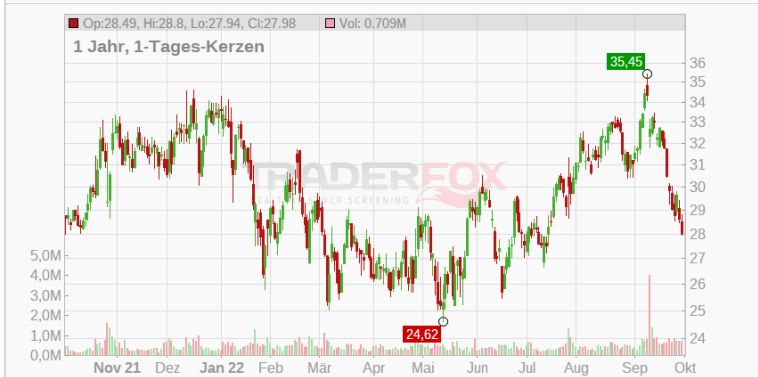 Op:28.49, Hi:28.8, Lo:27.94, Cl:27.98 Vol: 0.709M
1 Jahr, 1-Tages-Kerzen
35,45
36
35
34
33
32
31
30
29
28
27
26
25
24
TRADERFOX
STOCK SCREENING
5,0M
4,0M
3,0M
2,0M
1,0M
0,0M
24,62
Nov 21 Dez Jan 22 Feb Mär Apr Mai Jun Jul Aug Sep Okt